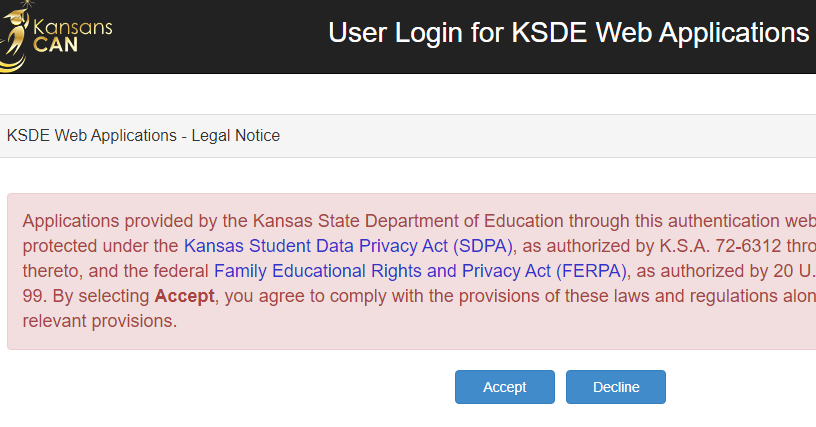 Kansans
CAN
User Login for KSDE Web Applications
KSDE Web Applications - Legal Notice
Applications provided by the Kansas State Department of Education through this authentication web
protected under the Kansas Student Data Privacy Act (SDPA), as authorized by K.S.A. 72-6312 thro
thereto, and the federal Family Educational Rights and Privacy Act (FERPA), as authorized by 20 U.
99. By selecting Accept, you agree to comply with the provisions of these laws and regulations alon
relevant provisions.
Accept
Decline